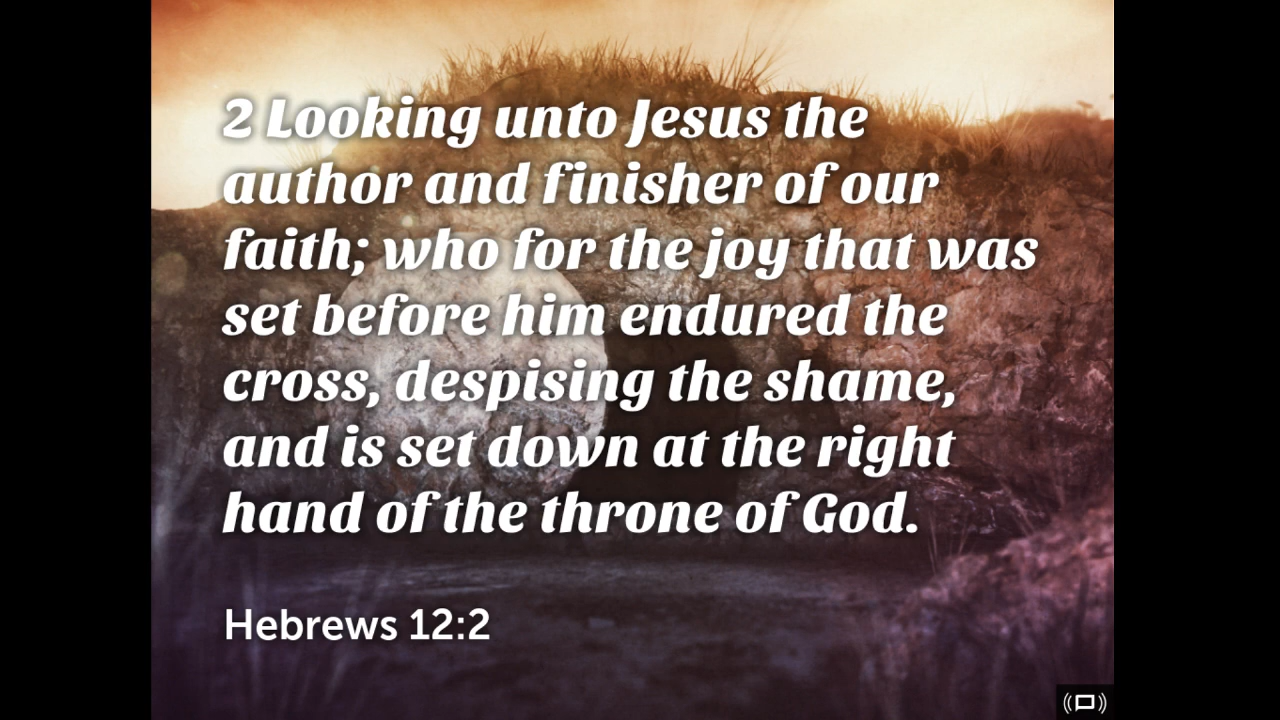 2 Looking unto Jesus the
author and finisher of our
faith; who for the joy that was
set before him endured the
cross, despising the shame,
and is set down at the right
hand of the throne of God.
Hebrews 12:2